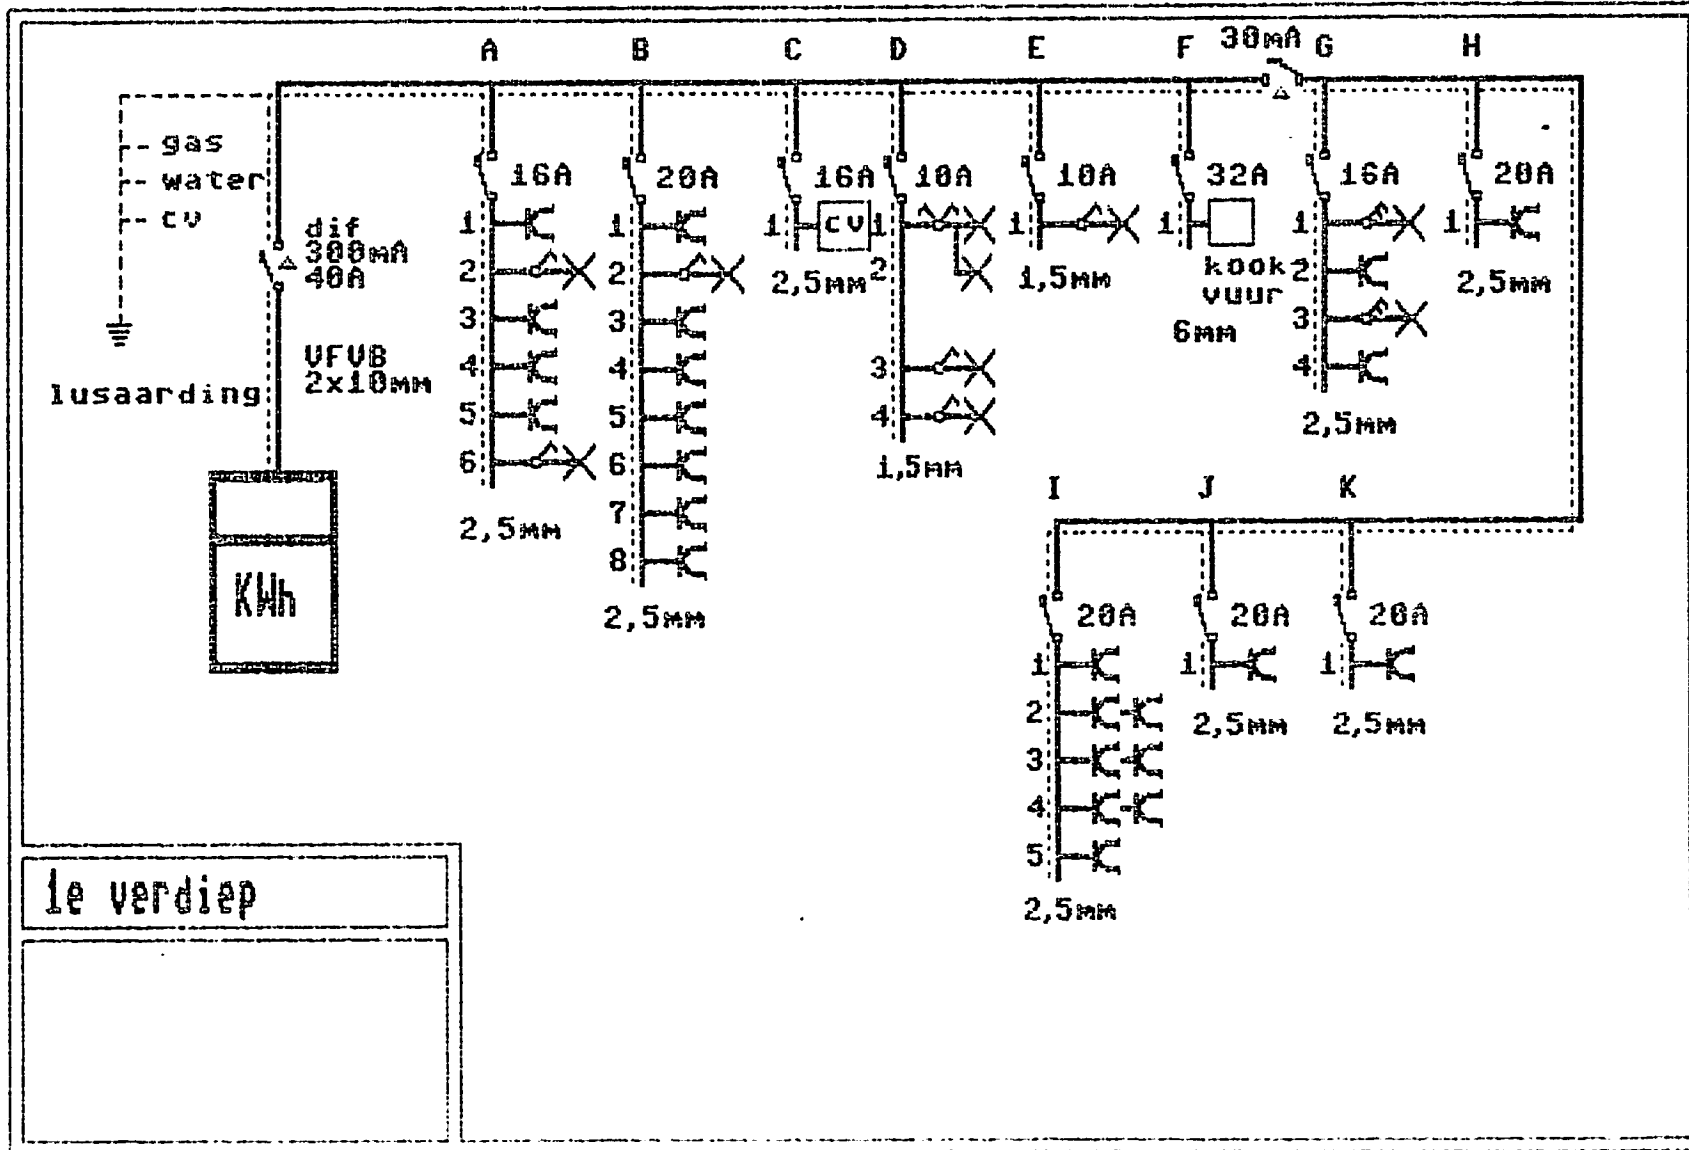 A B C D E F 30mA G H
gas
water
cv
dif
300mA
40A
VFVB
2x10mm
lusaarding
KWh
16A
1
2
3
4
5
6
2,5mm
20A
1
2
3
4
5
6
7
8
2,5mm
16A
1 cv
2,5mm
10A
1
2
3
4
1,5mm
10A
1
1,5mm
32A
1
kook-
vuur
6mm
16A
1
2
3
4
2,5mm
20A
1
2,5mm
I J K
20A
1
2
3
4
5
2,5mm
20A
1
2,5mm
20A
1
2,5mm
1e verdiep